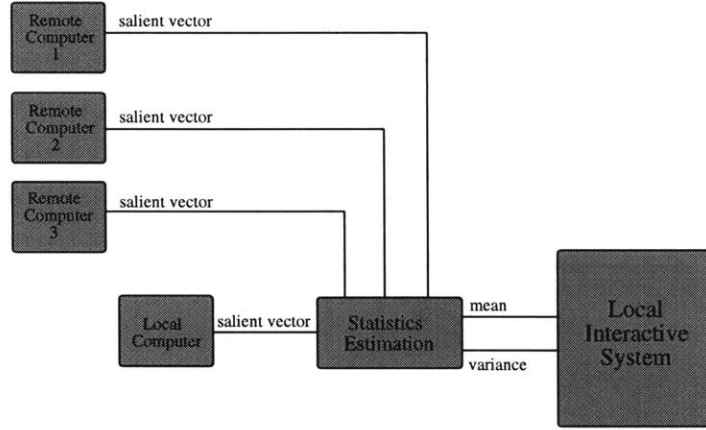 Remote
Computer
1
salient vector
Remote
Computer
2
salient vector
Remote
Computer
3
salient vector
Local
Computer
salient vector
Statistics
Estimation
mean
variance
Local
Interactive
System